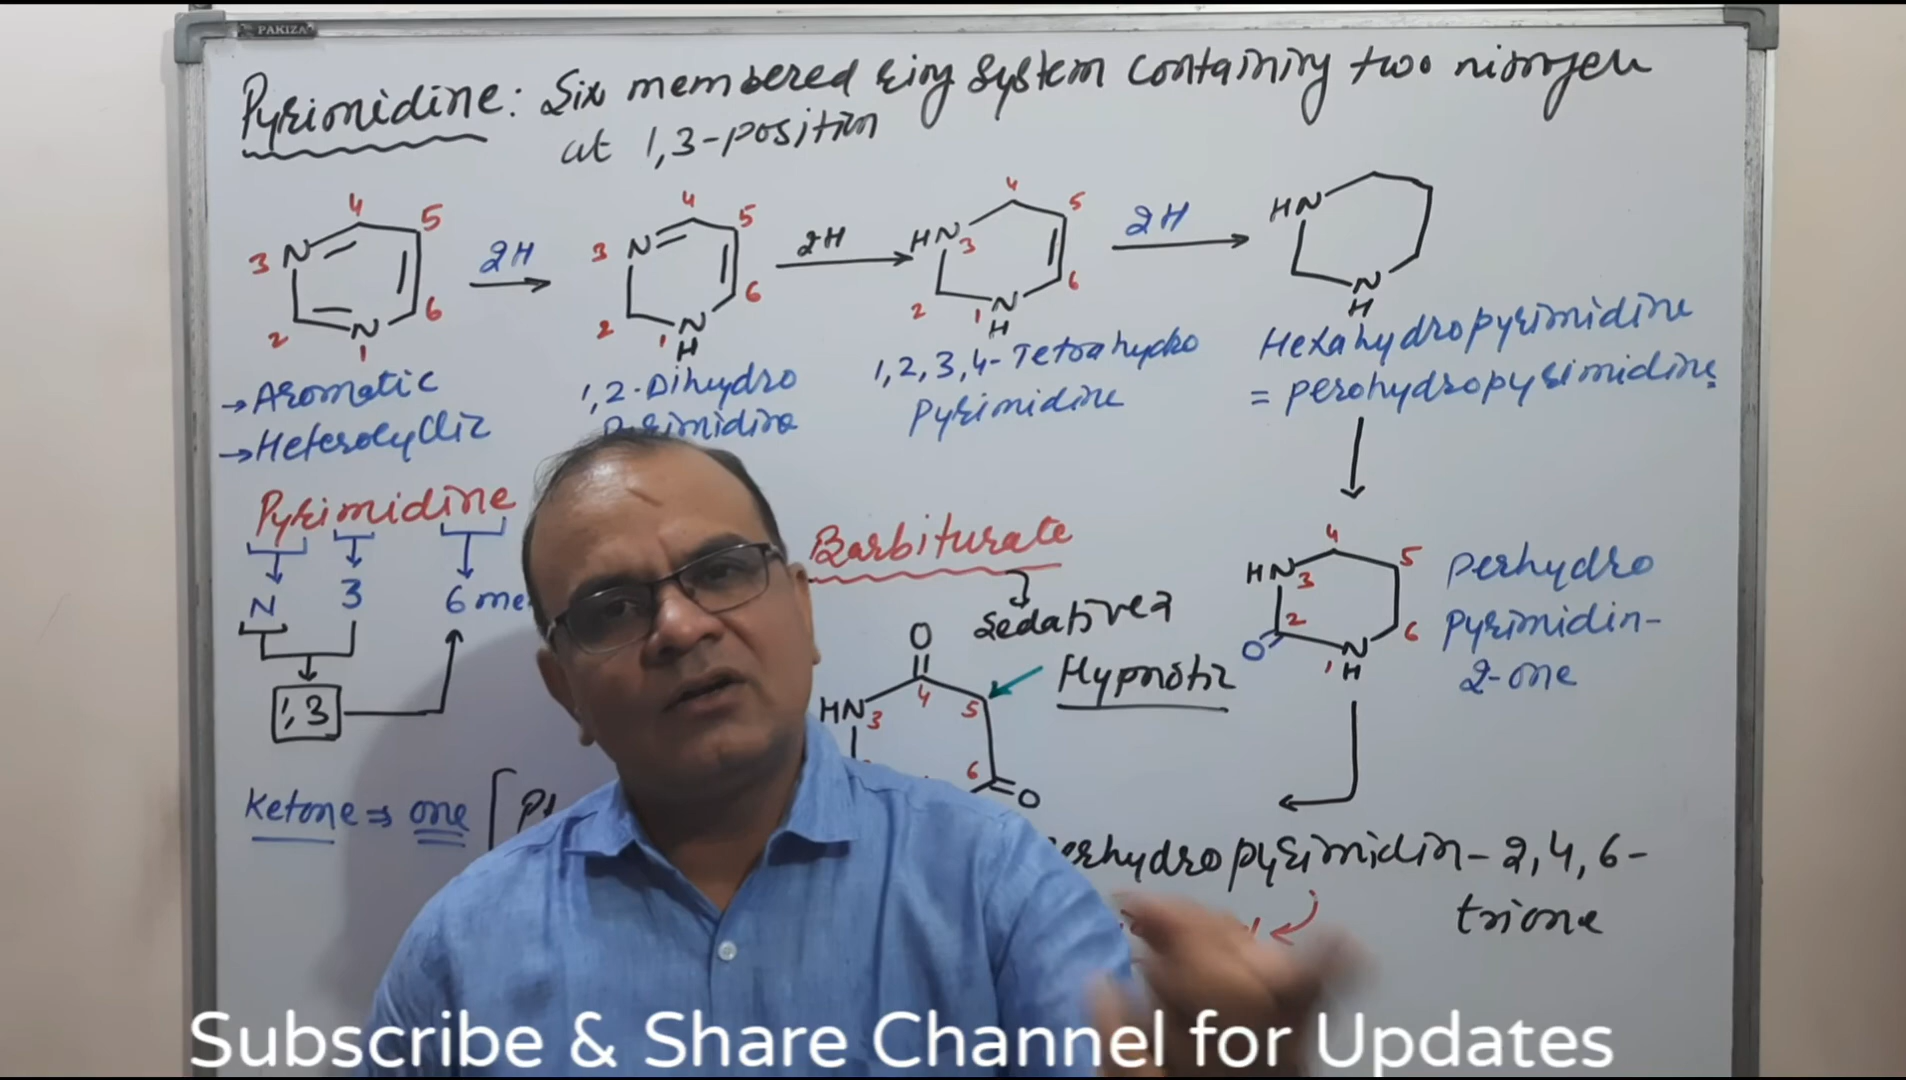 PAKIZA
Pyrimidine: Six membered ring system containing two nitrogen
at 1,3-position
4
5
3 N
6
2
N
1
2H
4
5
3 N
6
2
1 N
H
2H
4
5
HN
3
6
2
1 N
H
2H
HN
N
H
→ Aromatic
→ Heterocyclic
1,2-Dihydro
Pyrimidine
1,2,3,4-Tetrahydro
Pyrimidine
Hexahydropyrimidine
= perohydropyrimidine
Pyrimidine
N 3 6 me
1,3
Ketone ⇒ one [
Barbiturate
Sedatives
Hypnotic
O
4
HN 3
5
6
O
4
HN 3
5
2
6
O
1 N
H
perhydro
pyrimidin-
2-one
erhydropyrimidin-2,4,6-
trione
Subscribe & Share Channel for Updates